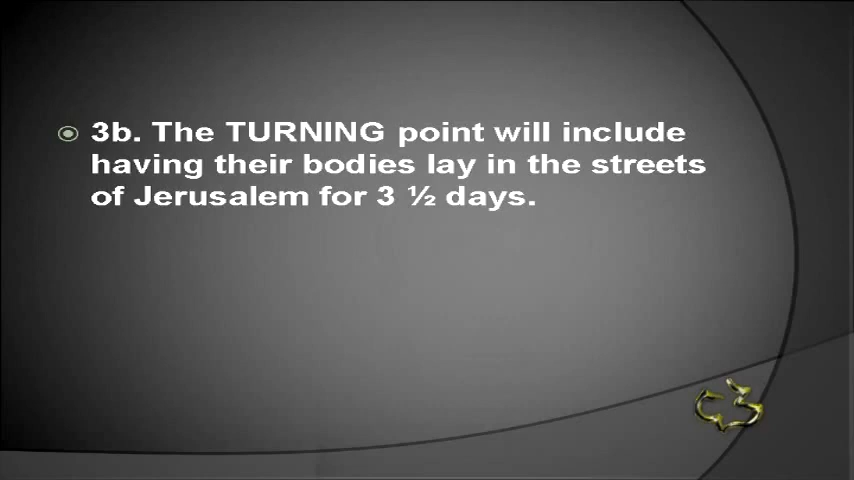 3b. The TURNING point will include
having their bodies lay in the streets
of Jerusalem for 3 ½ days.